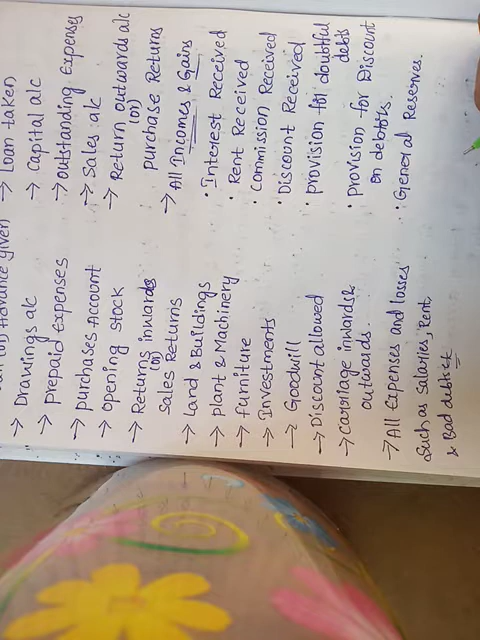 Advance given
→ Drawings a/c
→ prepaid Expenses
→ purchases Account
→ opening stock
→ Returns inwards
(or)
Sales Returns
→ Land & Buildings
→ plant & Machinery
→ furniture
→ Investments
→ Goodwill
→ Discount allowed
→ Carriage inwards &
outwards.
→ All Expenses and losses
Such as salaries, Rent
& Bad debts
→ Loan taken
→ Capital a/c
→ outstanding Expenses
→ Sales a/c
→ Return outwards a/c
(or)
purchase Returns
→ All Incomes & Gains
• Interest Received
• Rent Received
• Commission Received
• Discount Received
• provision for doubtful
debts
• provision for Discount
on debtors.
• General Reserves.